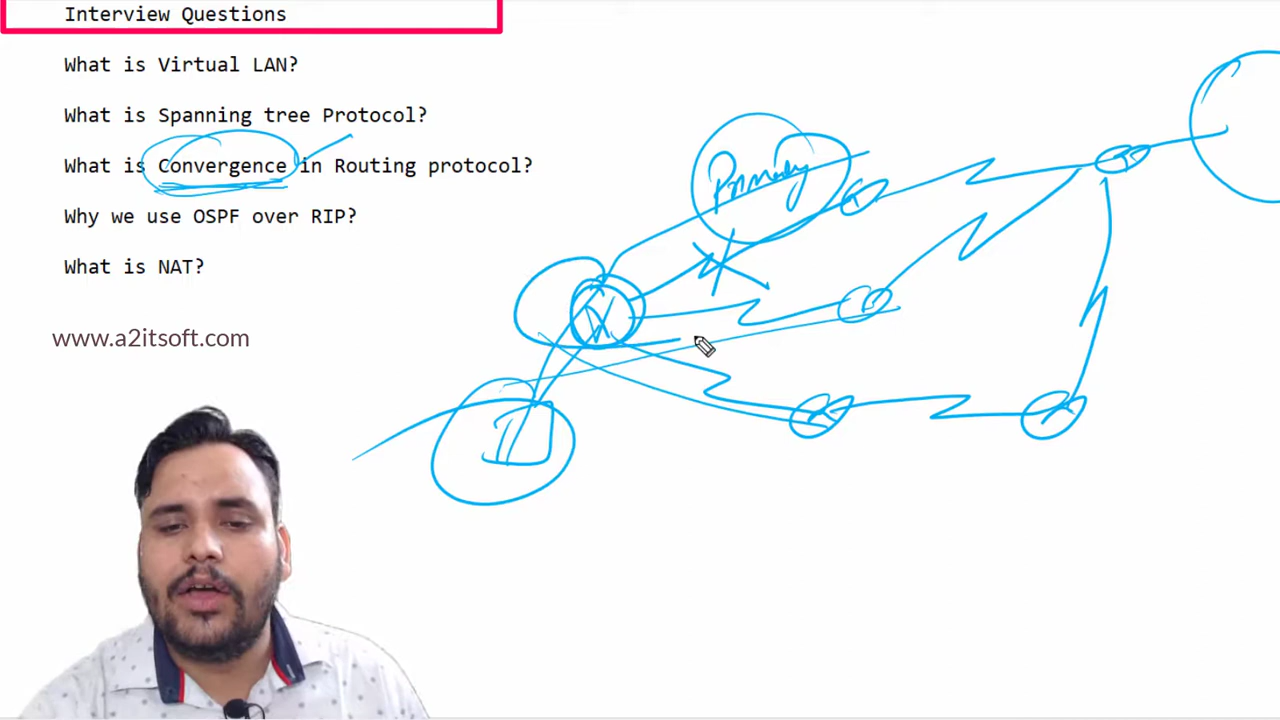 Interview Questions
What is Virtual LAN?
What is Spanning tree Protocol?
What is Convergence in Routing protocol?
Why we use OSPF over RIP?
What is NAT?
www.a2itsoft.com
Primary